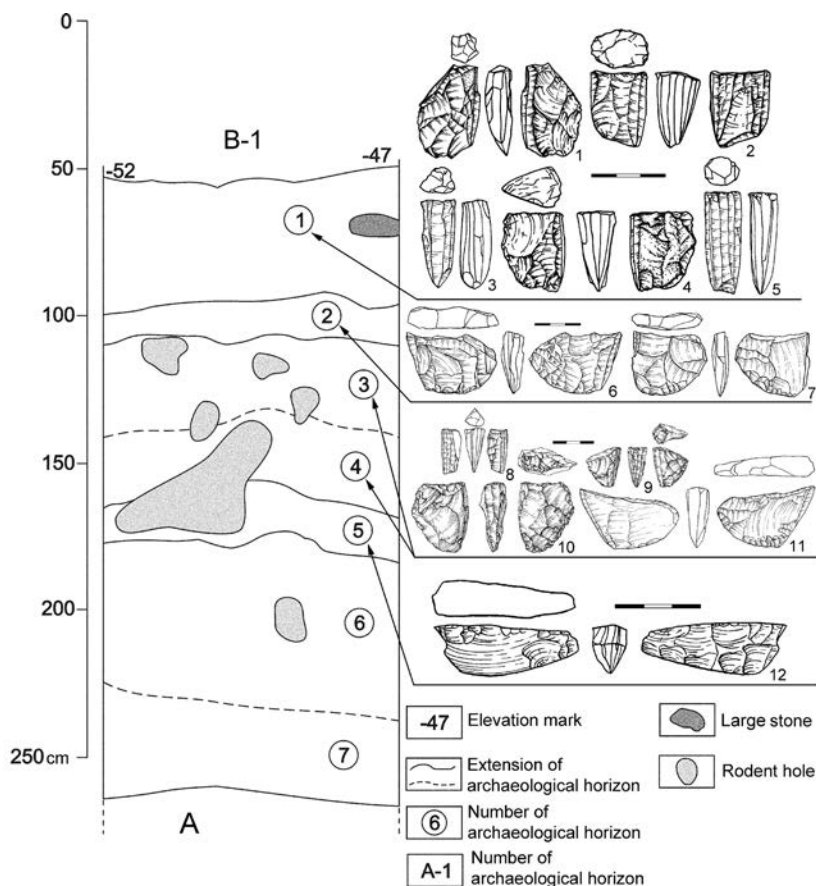 0
50
100
150
200
250 cm
B-1
-52
-47
1
2
3
4
5
6
7
A
1
2
3
4
5
6
7
8
9
10
11
12
-47 Elevation mark
Large stone
Extension of
archaeological horizon
Rodent hole
6 Number of
archaeological horizon
A-1 Number of
archaeological horizon